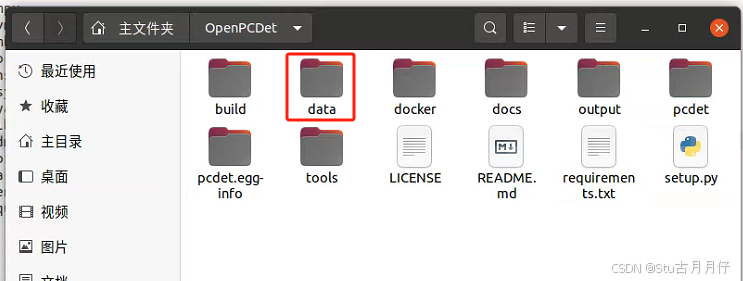 主文件夹
OpenPCDet
最近使用
收藏
主目录
桌面
视频
图片
build
data
docker
docs
output
pcdet
pcdet.egg-
info
tools
LICENSE
README.
md
requiremen
ts.txt
setup.py
CSDN @Stu古月月仔